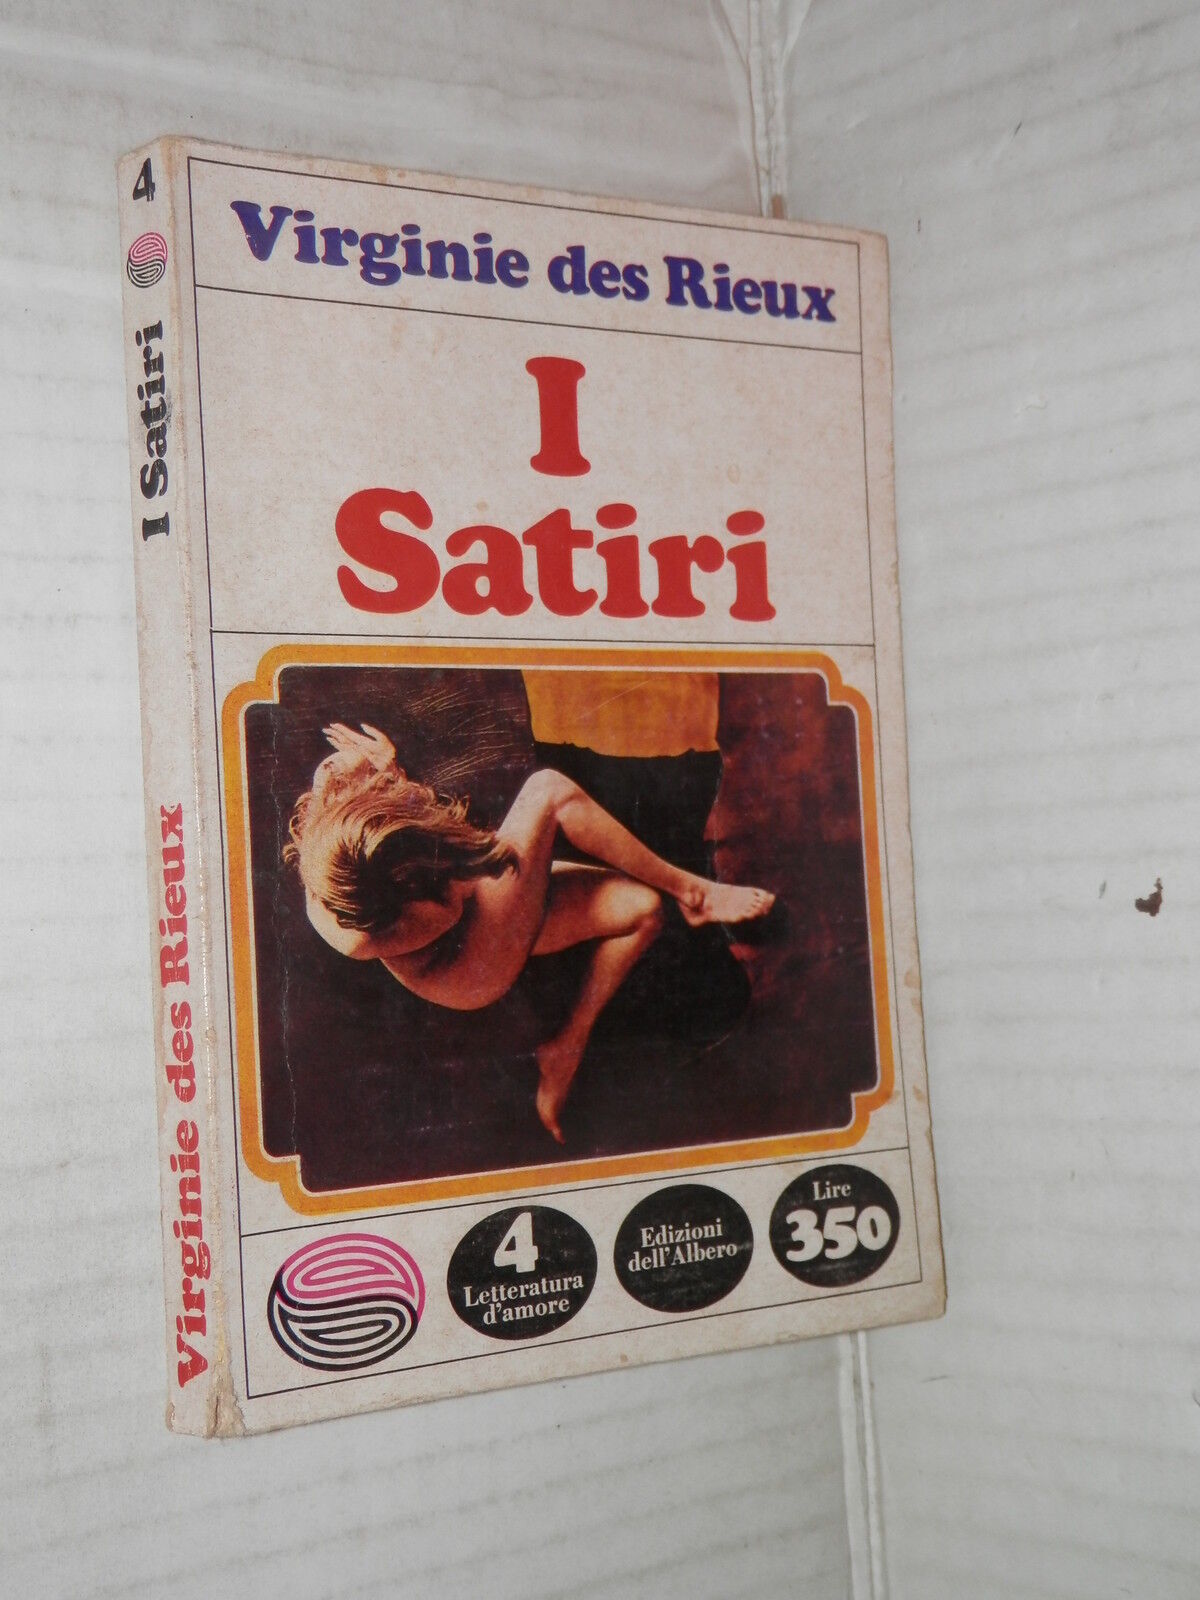 Virginie des Rieux
I
Satiri
4
Letteratura
d'amore
Edizioni
dell'Albero
Lire
350
4
I Satiri
Virginie des Rieux